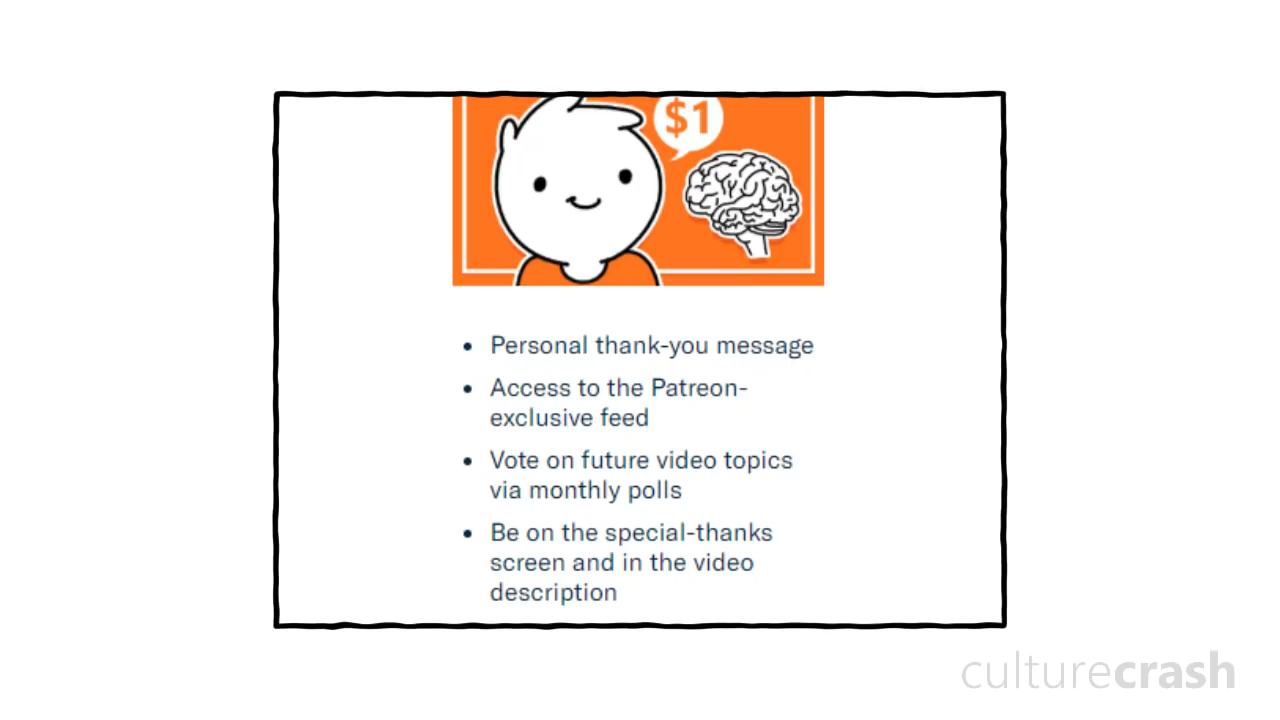 $1
• Personal thank-you message
• Access to the Patreon-
exclusive feed
• Vote on future video topics
via monthly polls
• Be on the special-thanks
screen and in the video
description
culturecrash